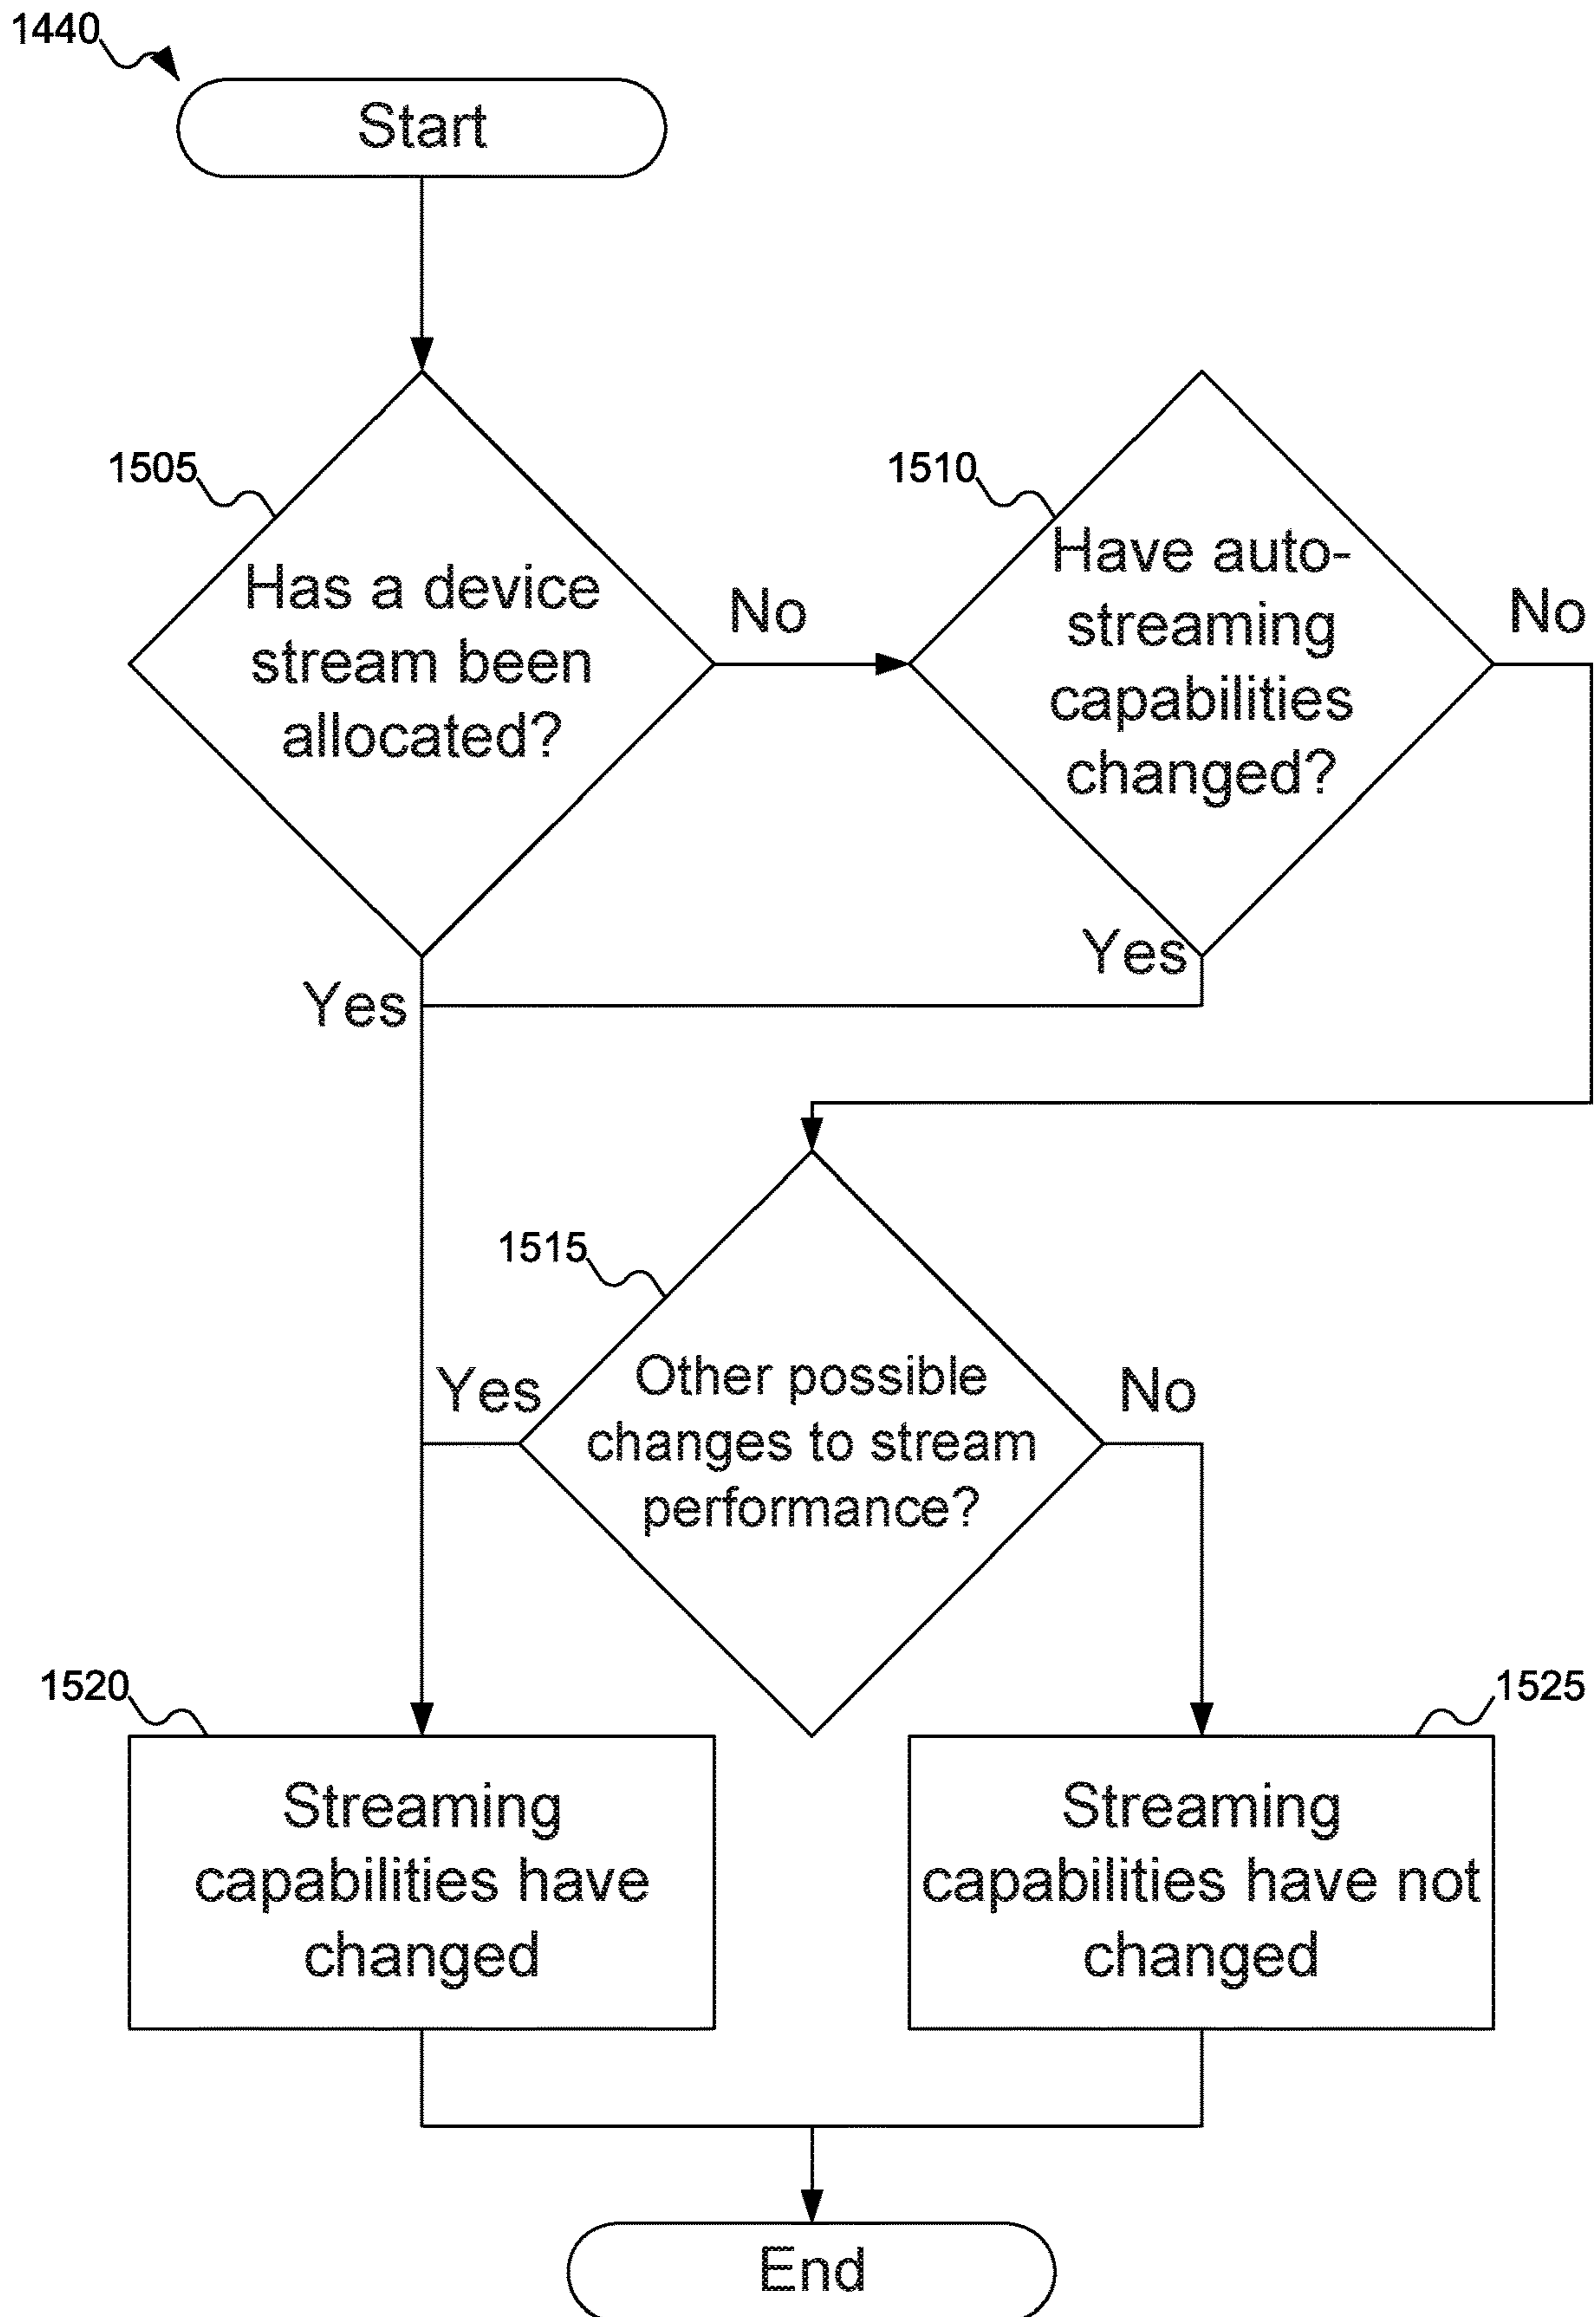 1440
Start
1505
Has a device
stream been
allocated?
No
1510
Have auto-
streaming
capabilities
changed?
No
Yes
Yes
1515
Other possible
changes to stream
performance?
Yes
No
1520
Streaming
capabilities have
changed
1525
Streaming
capabilities have not
changed
End